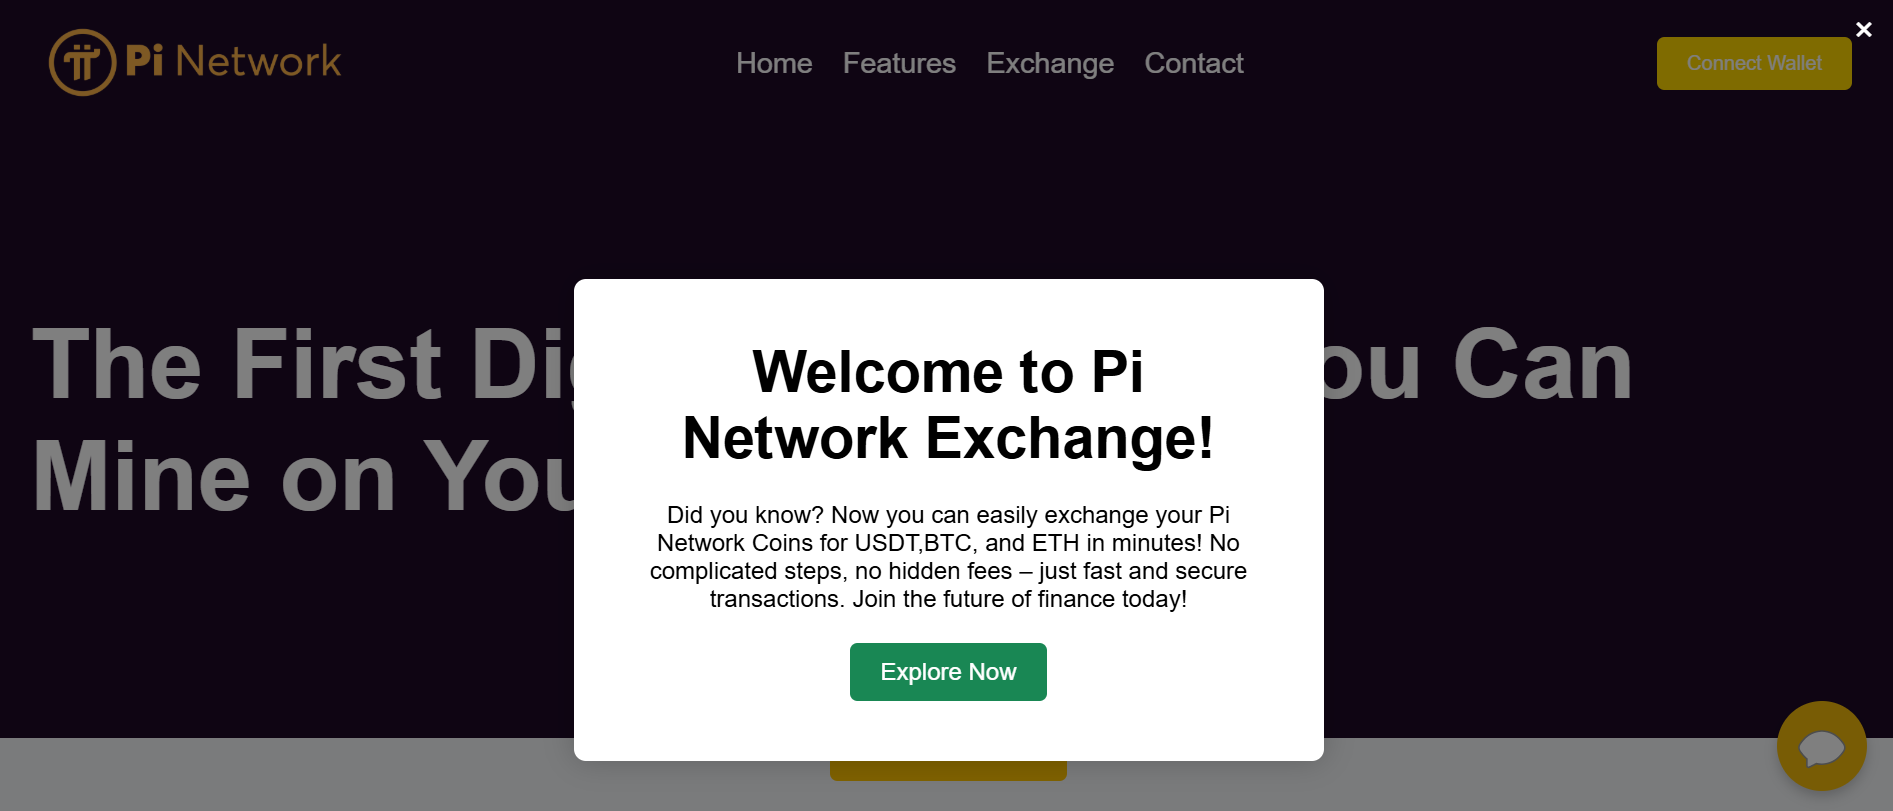 Pi Network
Home Features Exchange Contact
Connect Wallet
The First Di ou Can
Mine on You
Welcome to Pi
Network Exchange!
Did you know? Now you can easily exchange your Pi
Network Coins for USDT,BTC, and ETH in minutes! No
complicated steps, no hidden fees – just fast and secure
transactions. Join the future of finance today!
Explore Now